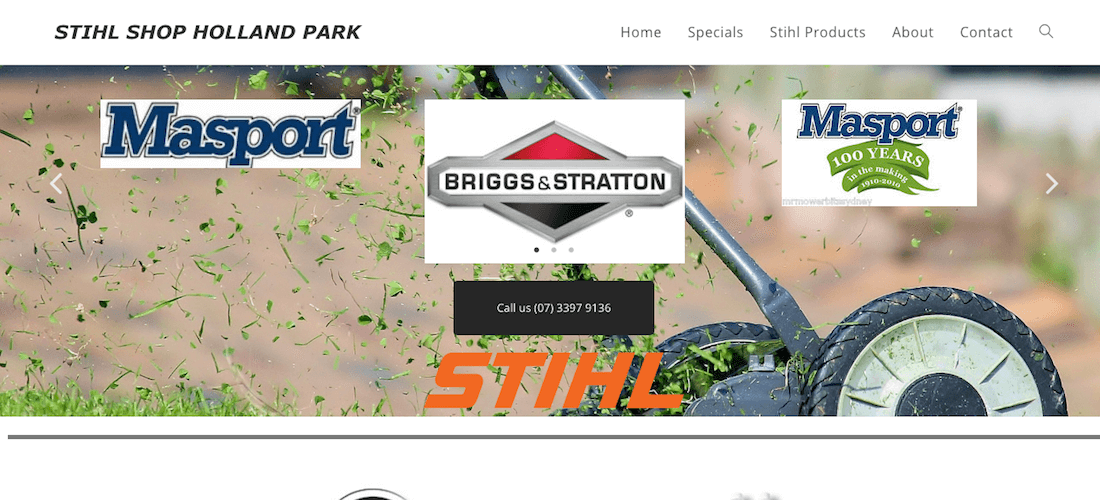 STIHL SHOP HOLLAND PARK
Home Specials Stihl Products About Contact
Masport®
BRIGGS&STRATTON
®
Masport
100 YEARS
in the making
1910-2010
mrmowerbitssydney
Call us (07) 3397 9136
STIHL